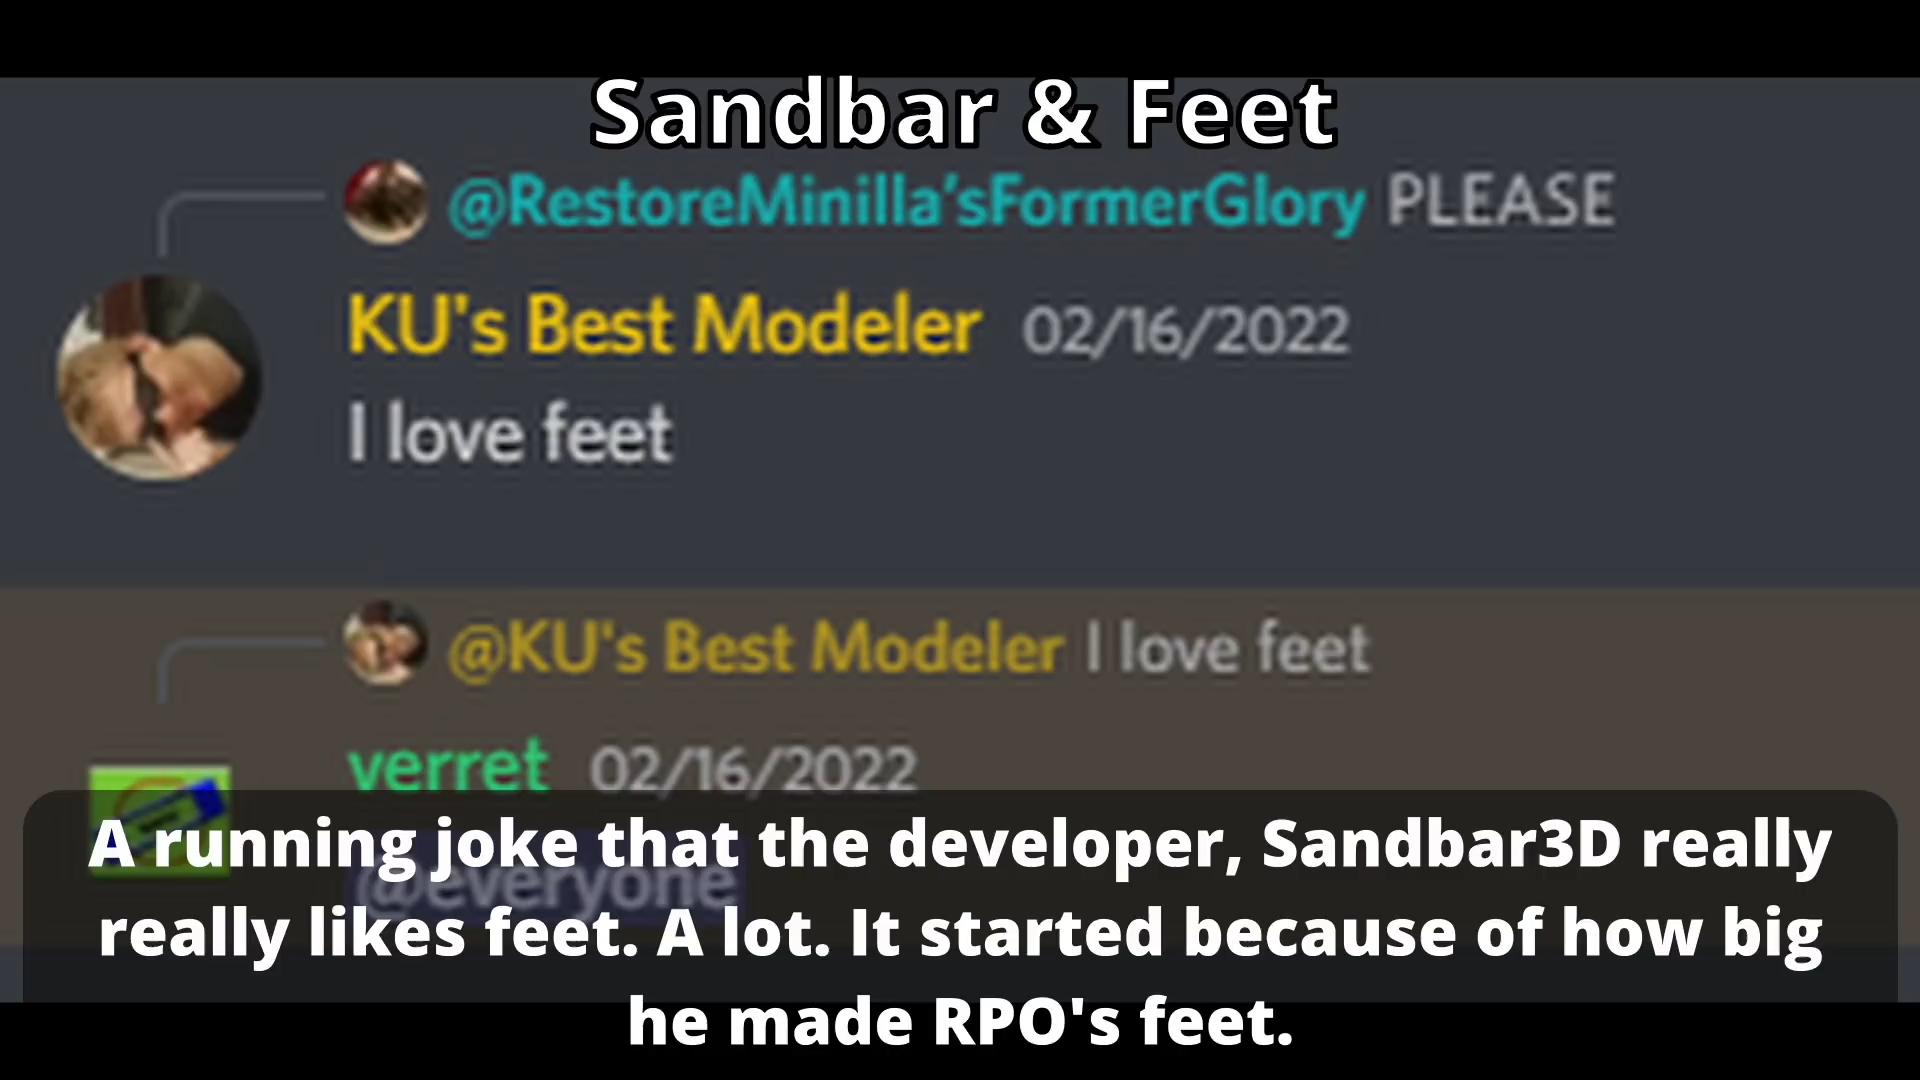 Sandbar & Feet
@RestoreMinilla'sFormerGlory PLEASE
KU's Best Modeler 02/16/2022
I love feet
@KU's Best Modeler I love feet
verret 02/16/2022
@everyone
A running joke that the developer, Sandbar3D really
really likes feet. A lot. It started because of how big
he made RPO's feet.